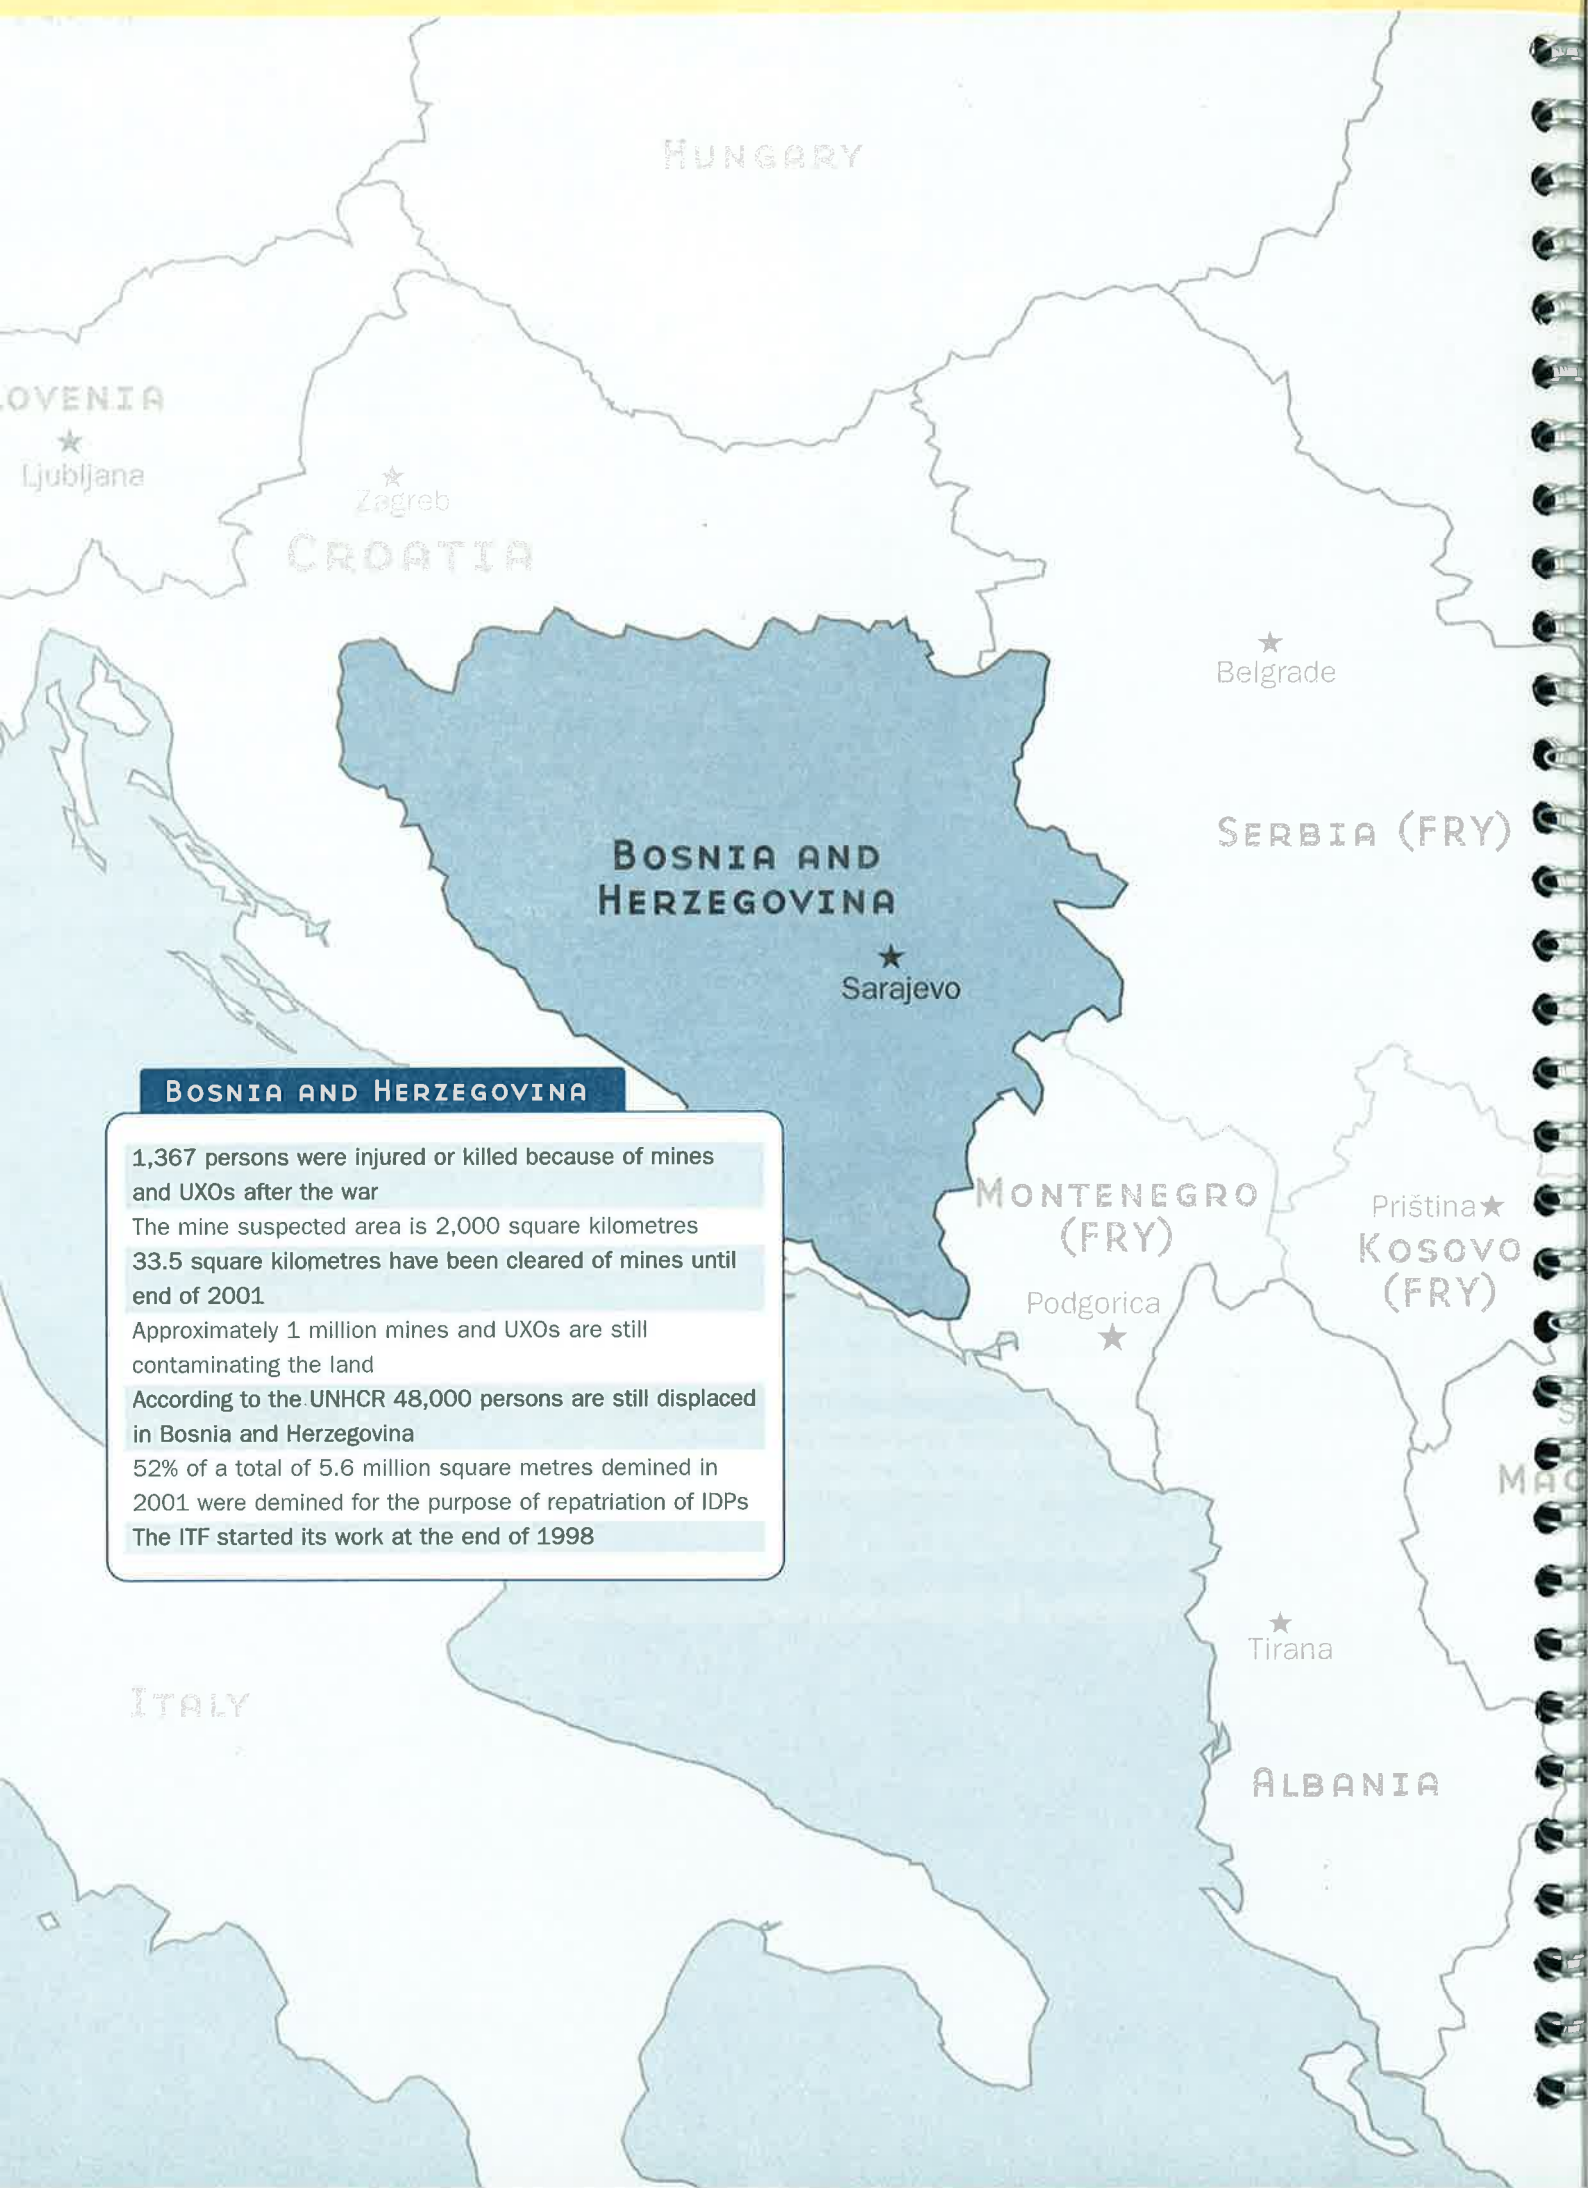 HUNGARY
OVENIA
Ljubljana
Zagreb
CROATIA
Belgrade
SERBIA (FRY)
BOSNIA AND
HERZEGOVINA
Sarajevo
BOSNIA AND HERZEGOVINA
1,367 persons were injured or killed because of mines
and UXOs after the war
The mine suspected area is 2,000 square kilometres
33.5 square kilometres have been cleared of mines until
end of 2001
Approximately 1 million mines and UXOs are still
contaminating the land
According to the UNHCR 48,000 persons are still displaced
in Bosnia and Herzegovina
52% of a total of 5.6 million square metres demined in
2001 were demined for the purpose of repatriation of IDPs
The ITF started its work at the end of 1998
MONTENEGRO
(FRY)
Podgorica
Priština
KOSOVO
(FRY)
MAC
Tirana
ITALY
ALBANIA